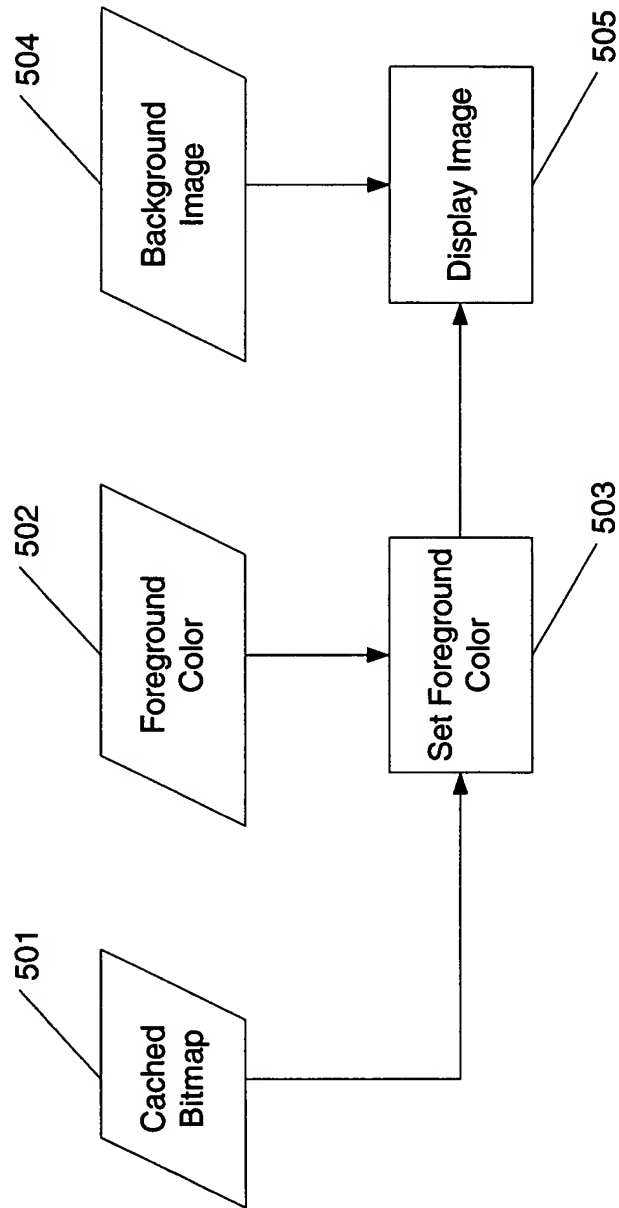 501
Cached
Bitmap
502
Foreground
Color
504
Background
Image
Set Foreground
Color
503
Display Image
505